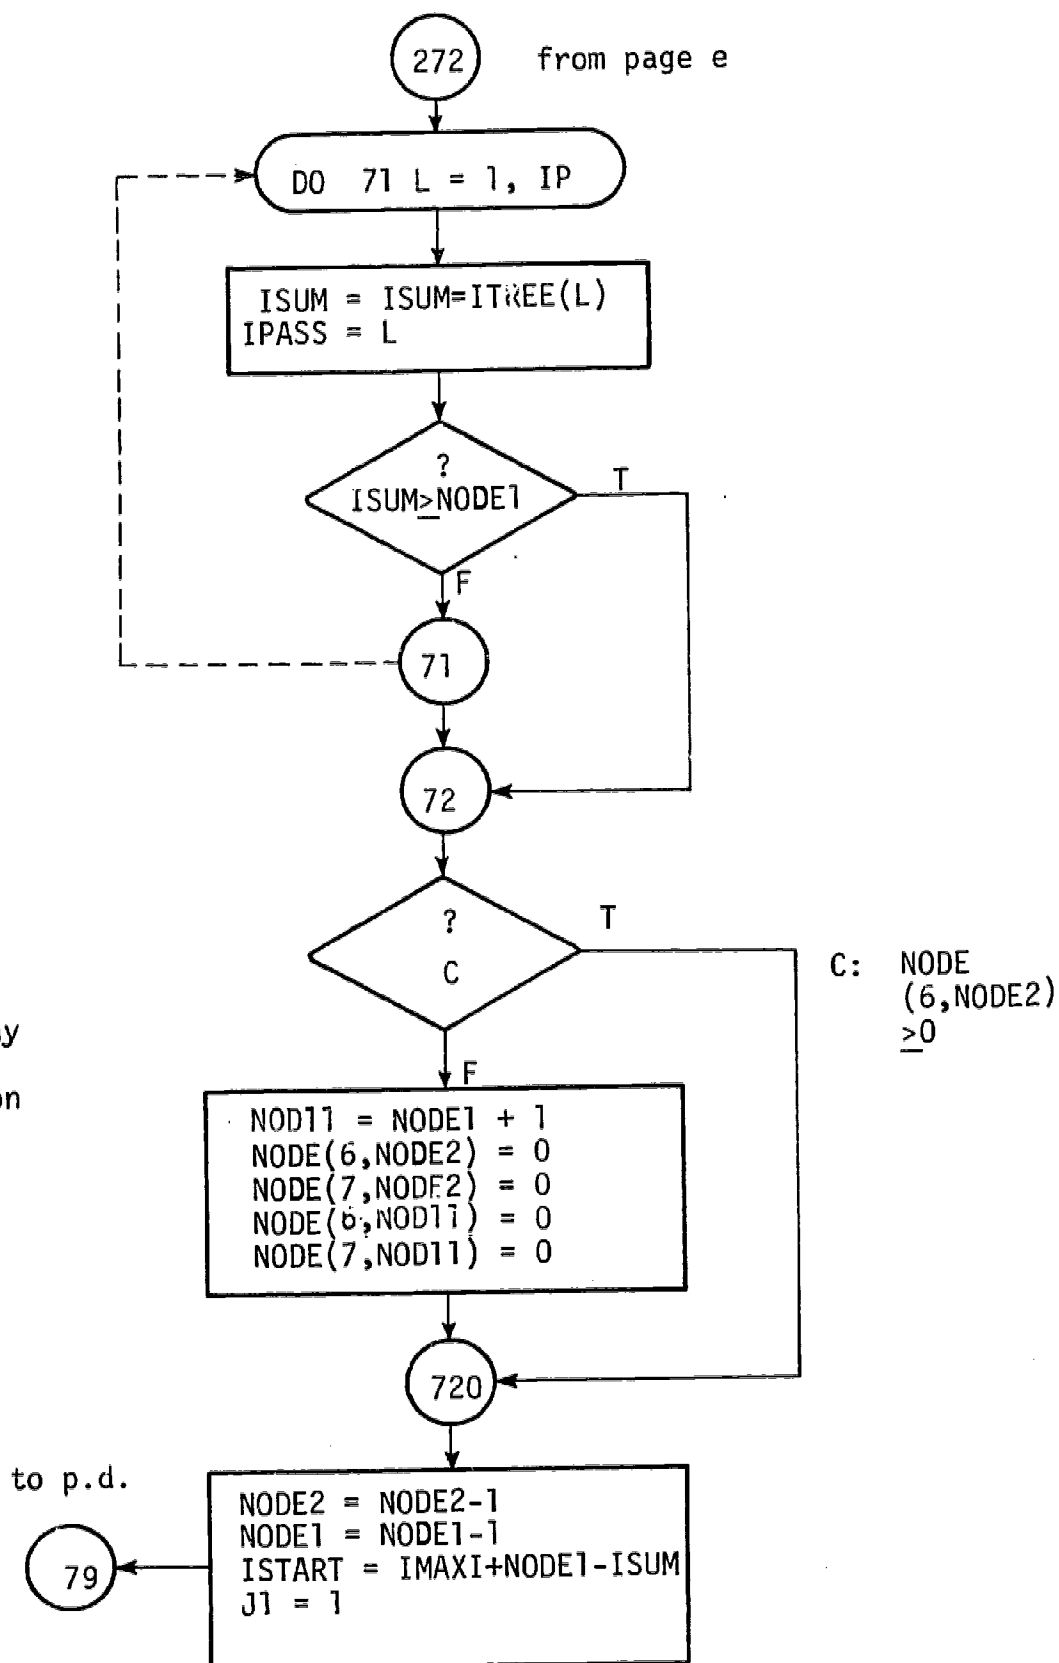 272
from page e
DO 71 L = 1, IP
ISUM = ISUM=ITREE(L)
IPASS = L
?
ISUM≥NODE1
T
F
71
72
?
C
T
C: NODE
(6,NODE2)
≥0
F
NOD11 = NODE1 + 1
NODE(6,NODE2) = 0
NODE(7,NODE2) = 0
NODE(6,NOD11) = 0
NODE(7,NOD11) = 0
720
to p.d.
79
NODE2 = NODE2-1
NODE1 = NODE1-1
ISTART = IMAXI+NODE1-ISUM
J1 = 1